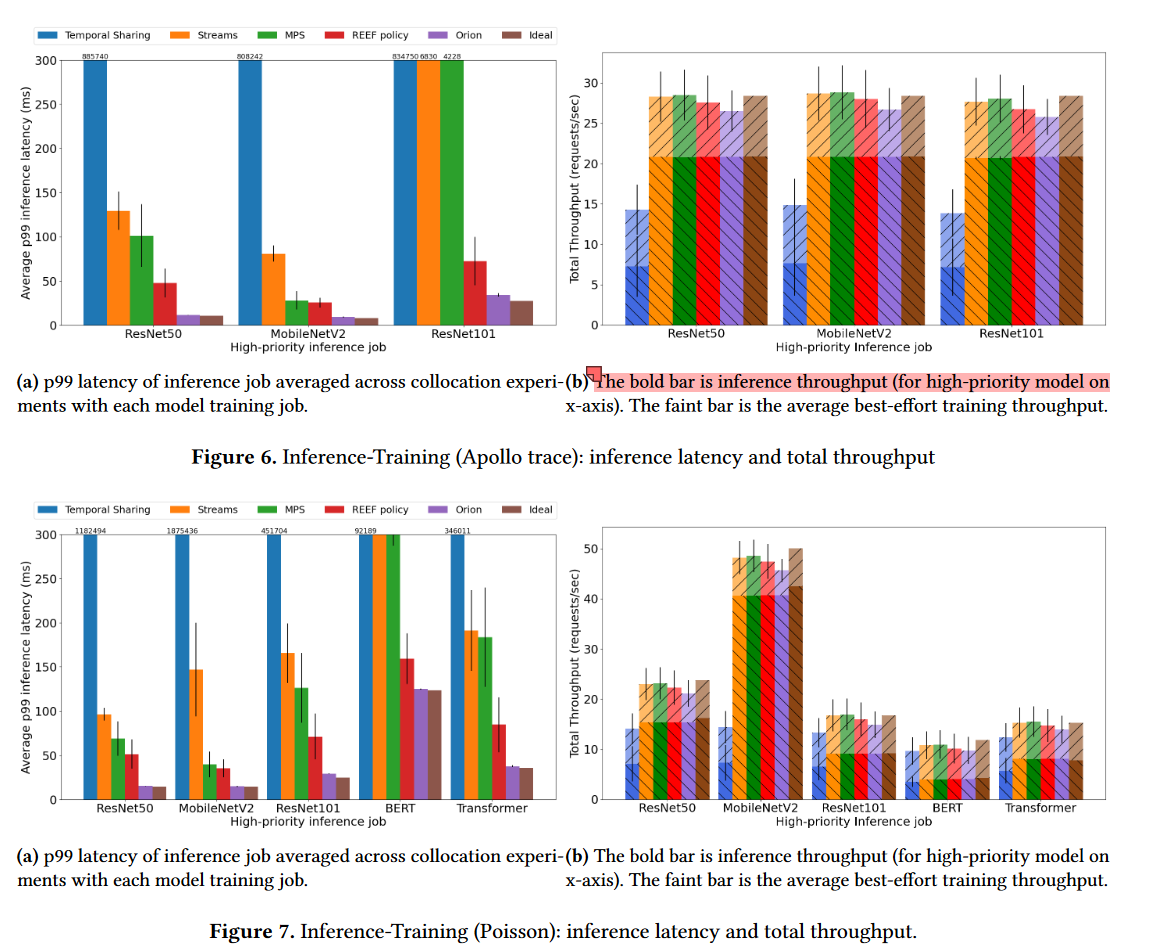 Temporal Sharing Streams MPS REEF policy Orion Ideal
885740 808242 834750 6830 4228
Average p99 inference latency (ms)
300
250
200
150
100
50
0
ResNet50 MobileNetV2 ResNet101
High-priority inference job
Total Throughput (requests/sec)
30
25
20
15
10
5
0
ResNet50 MobileNetV2 ResNet101
High-priority Inference job
(a) p99 latency of inference job averaged across collocation experi-
ments with each model training job.
(b) The bold bar is inference throughput (for high-priority model on
x-axis). The faint bar is the average best-effort training throughput.
Figure 6. Inference-Training (Apollo trace): inference latency and total throughput
Temporal Sharing Streams MPS REEF policy Orion Ideal
1182494 1875436 451704 92189 346011
Average p99 inference latency (ms)
300
250
200
150
100
50
0
ResNet50 MobileNetV2 ResNet101 BERT Transformer
High-priority inference job
Total Throughput (requests/sec)
50
40
30
20
10
0
ResNet50 MobileNetV2 ResNet101 BERT Transformer
High-priority Inference job
(a) p99 latency of inference job averaged across collocation experi-
ments with each model training job.
(b) The bold bar is inference throughput (for high-priority model on
x-axis). The faint bar is the average best-effort training throughput.
Figure 7. Inference-Training (Poisson): inference latency and total throughput.